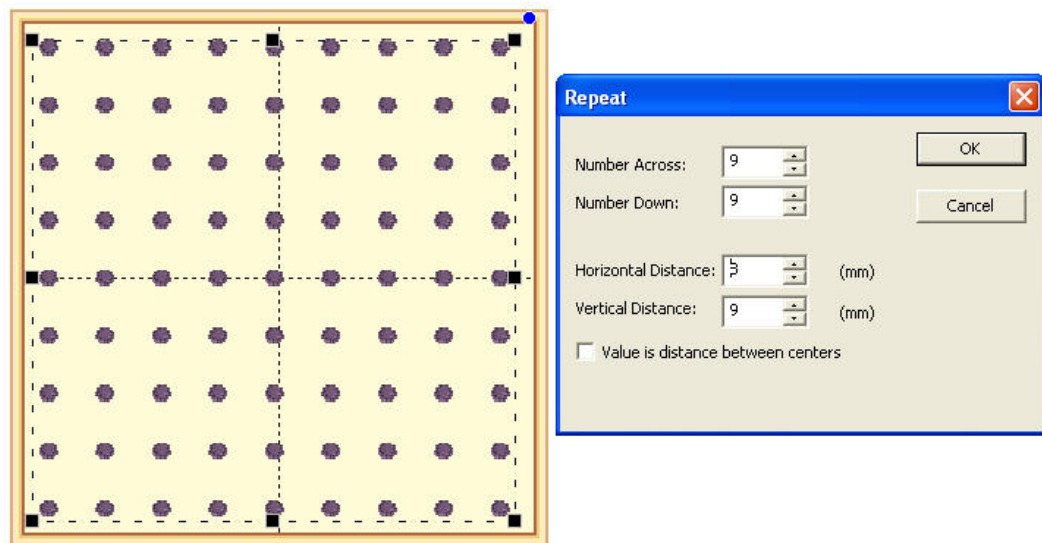 Repeat
OK
Number Across: 9
Number Down: 9
Cancel
Horizontal Distance: (mm)
Vertical Distance: 9 (mm)
Value is distance between centers